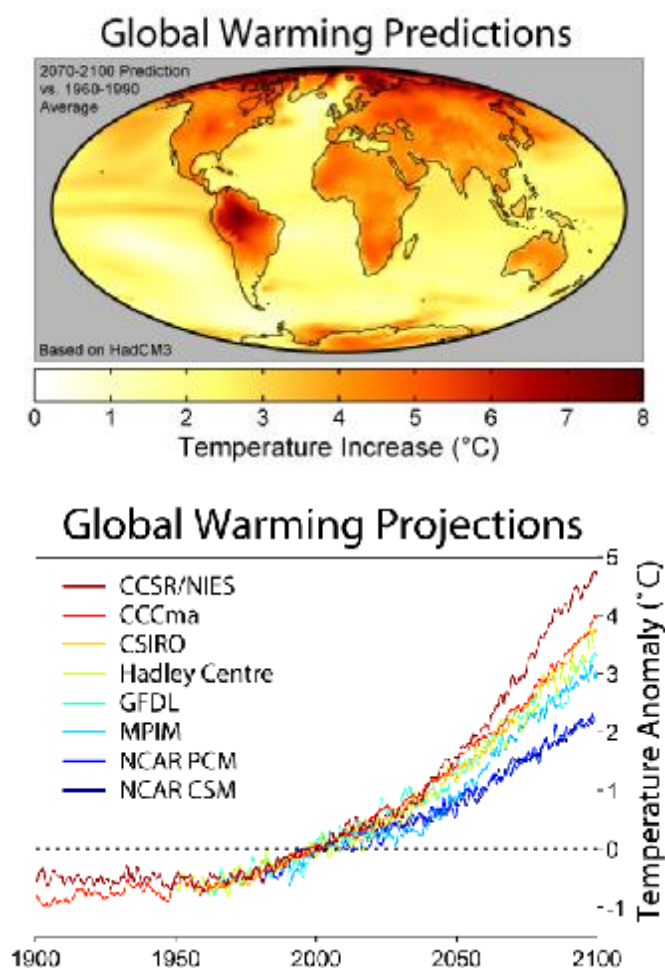 Global Warming Predictions
2070-2100 Prediction
vs. 1960-1990
Average
Based on HadCM3
0 1 2 3 4 5 6 7 8
Temperature Increase (°C)
Global Warming Projections
CCSR/NIES
CCCma
CSIRO
Hadley Centre
GFDL
MPIM
NCAR PCM
NCAR CSM
5
4
3
2
1
0
-1
Temperature Anomaly (°C)
1900 1950 2000 2050 2100